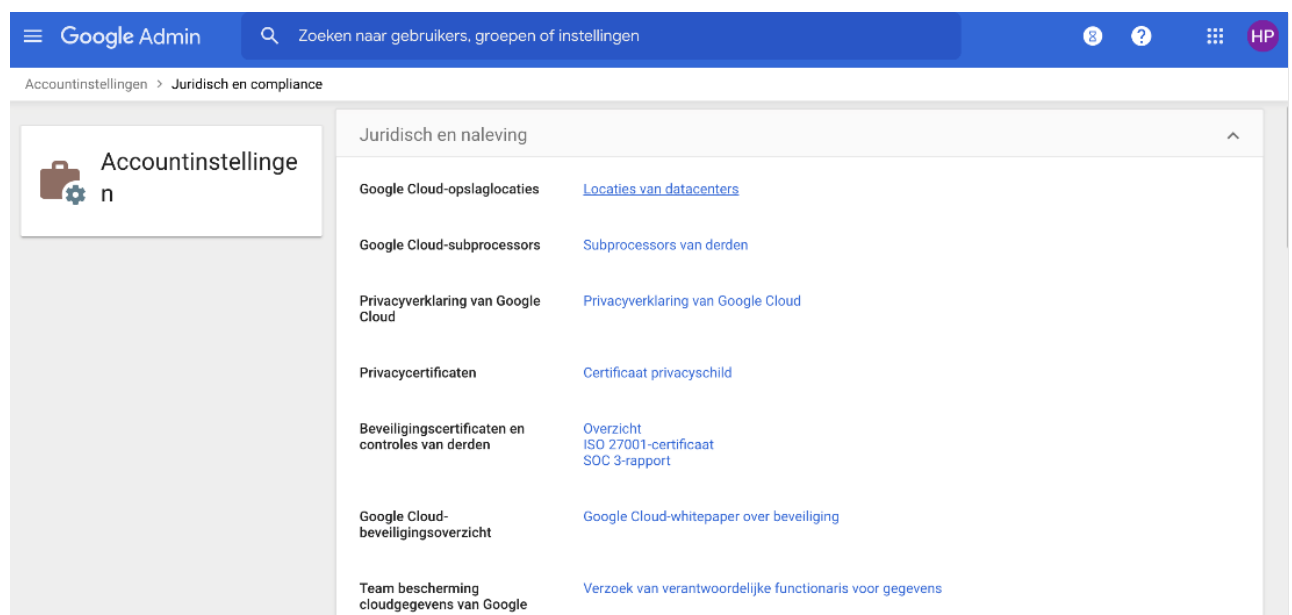 Google Admin
Zoeken naar gebruikers, groepen of instellingen
8
?
HP
Accountinstellingen > Juridisch en compliance
Accountinstellinge
n
Juridisch en naleving
Google Cloud-opslaglocaties
Locaties van datacenters
Google Cloud-subprocessors
Subprocessors van derden
Privacyverklaring van Google
Cloud
Privacyverklaring van Google Cloud
Privacycertificaten
Certificaat privacyschild
Beveiligingscertificaten en
controles van derden
Overzicht
ISO 27001-certificaat
SOC 3-rapport
Google Cloud-
beveiligingsoverzicht
Google Cloud-whitepaper over beveiliging
Team bescherming
cloudgegevens van Google
Verzoek van verantwoordelijke functionaris voor gegevens